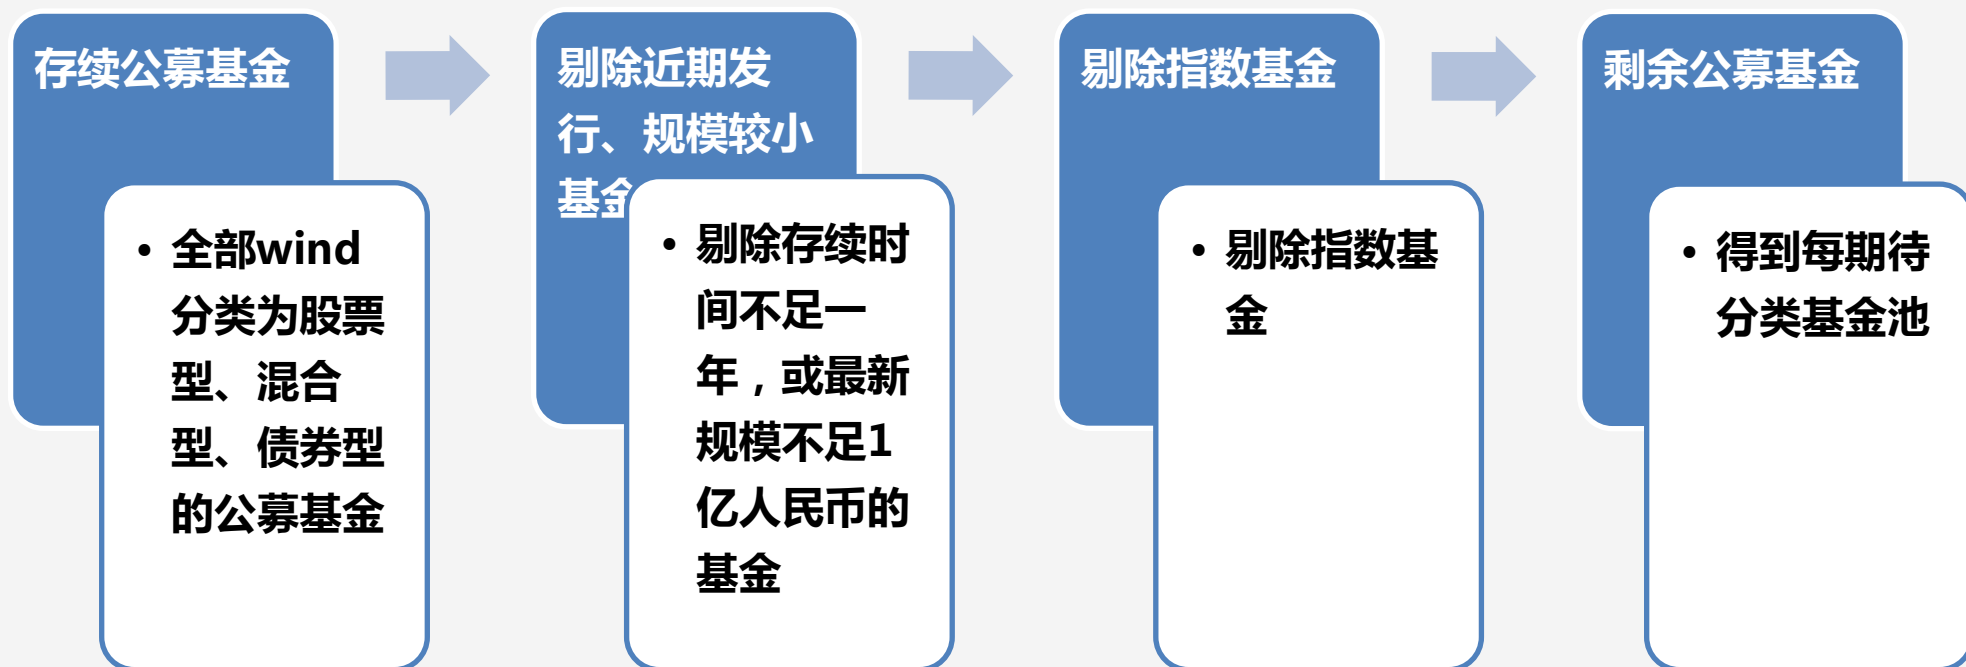 存续公募基金
• 全部wind
分类为股票
型、混合
型、债券型
的公募基金
剔除近期发
行、规模较小
基金
• 剔除存续时
间不足一
年，或最新
规模不足1
亿人民币的
基金
剔除指数基金
• 剔除指数基
金
剩余公募基金
• 得到每期待
分类基金池